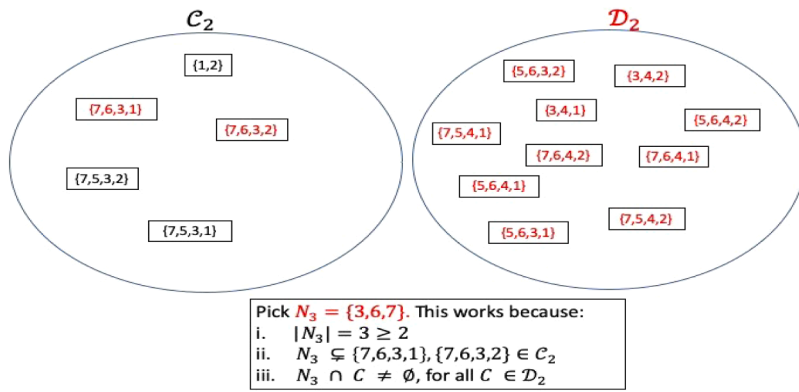 𝒞₂ 𝒟₂
{1,2} {5,6,3,2} {3,4,2}
{7,6,3,1} {3,4,1}
{7,6,3,2} {7,5,4,1} {5,6,4,2}
{7,6,4,2} {7,6,4,1}
{7,5,3,2} {5,6,4,1}
{7,5,3,1} {5,6,3,1} {7,5,4,2}
Pick N₃ = {3,6,7}. This works because:
i. |N₃| = 3 ≥ 2
ii. N₃ ⊊ {7,6,3,1}, {7,6,3,2} ∈ 𝒞₂
iii. N₃ ∩ C ≠ ∅, for all C ∈ 𝒟₂